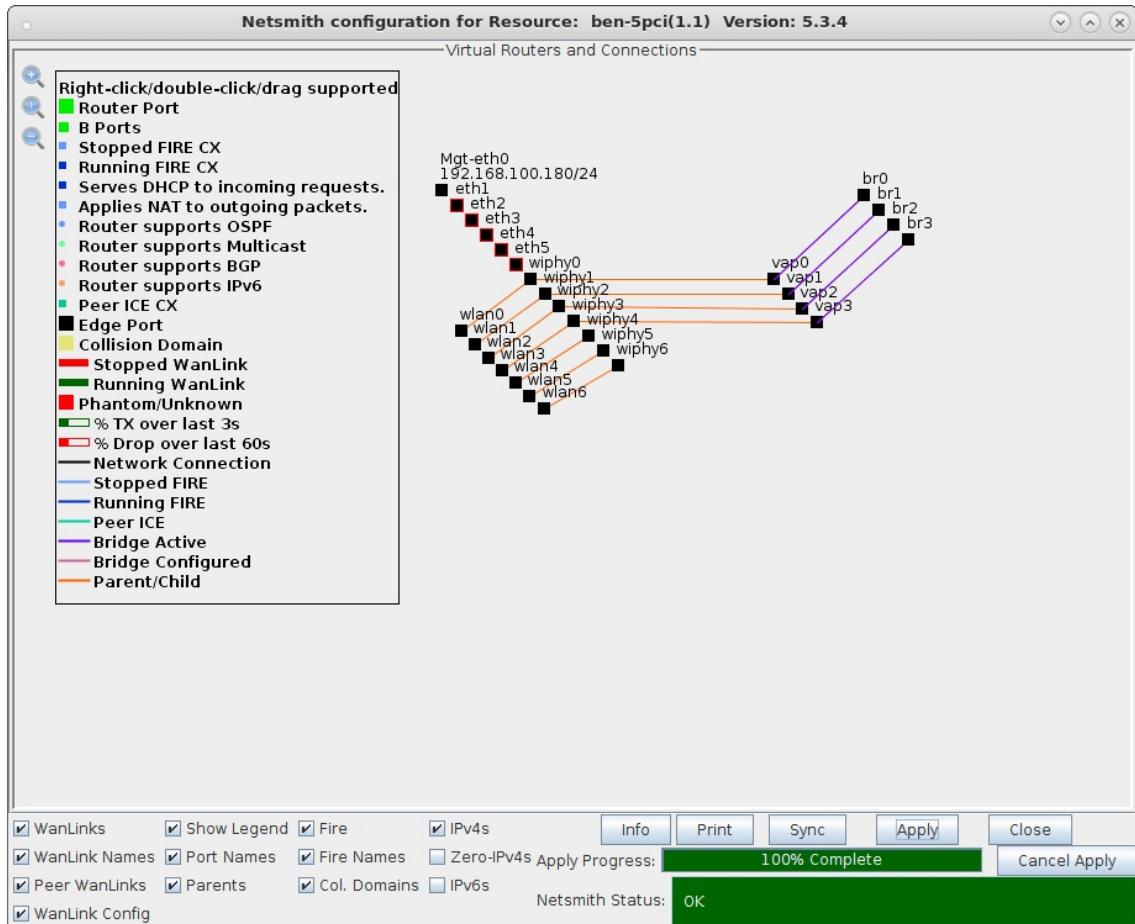 Netsmith configuration for Resource:  ben-5pci(1.1)  Version: 5.3.4
Virtual Routers and Connections
Right-click/double-click/drag supported
Router Port
B Ports
Stopped FIRE CX
Running FIRE CX
Serves DHCP to incoming requests.
Applies NAT to outgoing packets.
Router supports OSPF
Router supports Multicast
Router supports BGP
Router supports IPv6
Peer ICE CX
Edge Port
Collision Domain
Stopped WanLink
Running WanLink
Phantom/Unknown
% TX over last 3s
% Drop over last 60s
Network Connection
Stopped FIRE
Running FIRE
Peer ICE
Bridge Active
Bridge Configured
Parent/Child
Mgt-eth0
192.168.100.180/24
eth1
eth2
eth3
eth4
eth5
wiphy0
wiphy1
wiphy2
wiphy3
wiphy4
wiphy5
wiphy6
wlan0
wlan1
wlan2
wlan3
wlan4
wlan5
wlan6
vap0
vap1
vap2
vap3
br0
br1
br2
br3
WanLinks Show Legend Fire IPv4s Info Print Sync Apply Close
WanLink Names Port Names Fire Names Zero-IPv4s Apply Progress: 100% Complete Cancel Apply
Peer WanLinks Parents Col. Domains IPv6s Netsmith Status: OK
WanLink Config